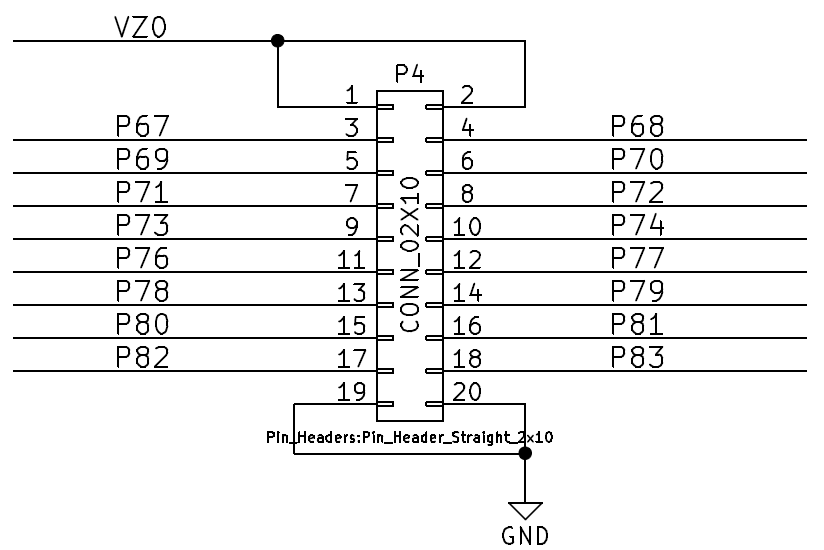 VZ0
P4
1 2
P67 3 4 P68
P69 5 6 P70
P71 7 8 P72
P73 9 10 P74
P76 11 12 P77
P78 13 14 P79
P80 15 16 P81
P82 17 18 P83
19 20
CONN_02X10
Pin_Headers:Pin_Header_Straight_2x10
GND